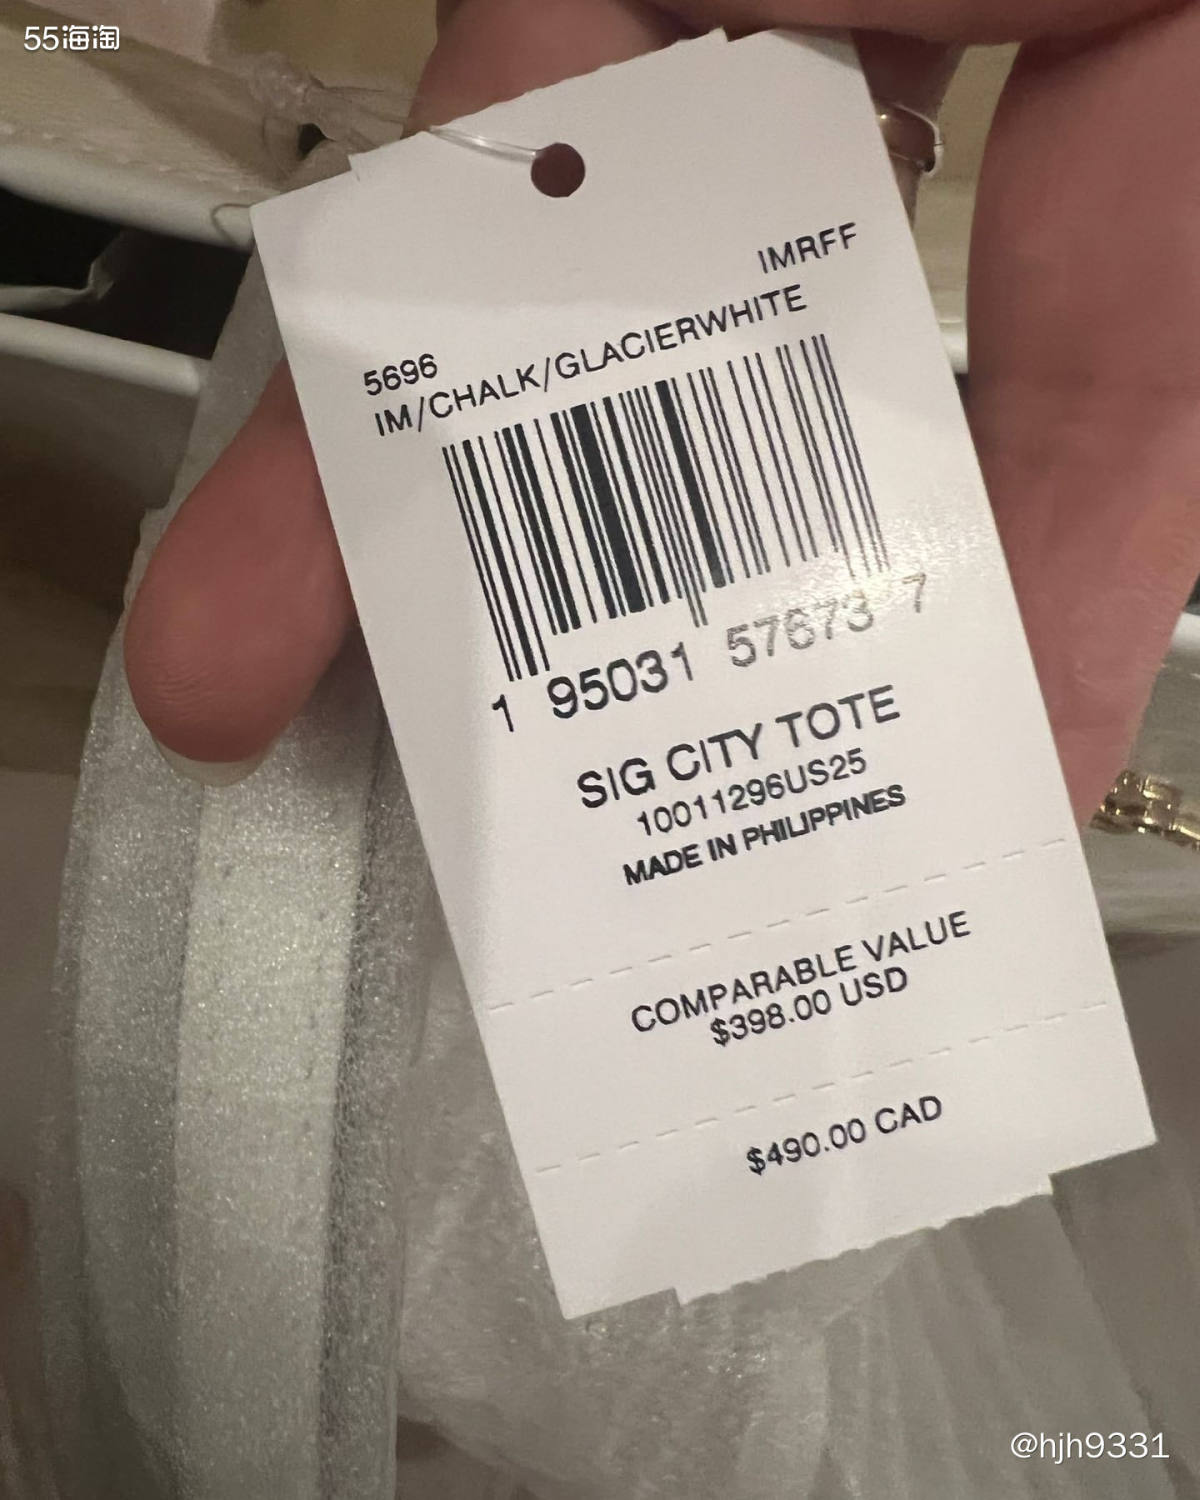 55海淘
IMRFF
5696
IM/CHALK/GLACIERWHITE
1 95031 57673 7
SIG CITY TOTE
10011296US25
MADE IN PHILIPPINES
COMPARABLE VALUE
$398.00 USD
$490.00 CAD
@hjh9331